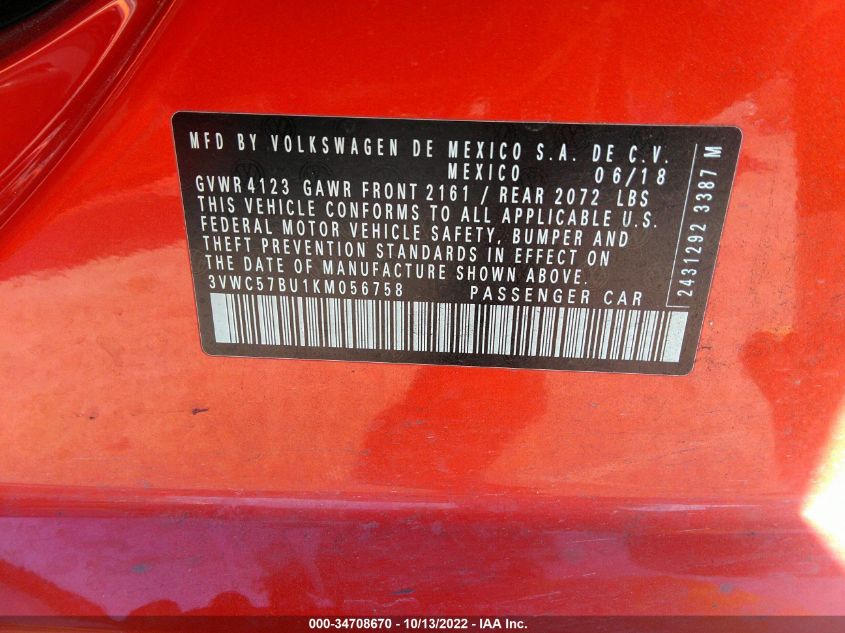 MFD BY VOLKSWAGEN DE MEXICO S.A. DE C.V.
MEXICO 06/18
GVWR 4123 GAWR FRONT 2161 / REAR 2072 LBS
THIS VEHICLE CONFORMS TO ALL APPLICABLE U.S.
FEDERAL MOTOR VEHICLE SAFETY, BUMPER AND
THEFT PREVENTION STANDARDS IN EFFECT ON
THE DATE OF MANUFACTURE SHOWN ABOVE.
3VWC57BU1KM056758 PASSENGER CAR
2431292 3387 M
000-34708670 - 10/13/2022 - IAA Inc.